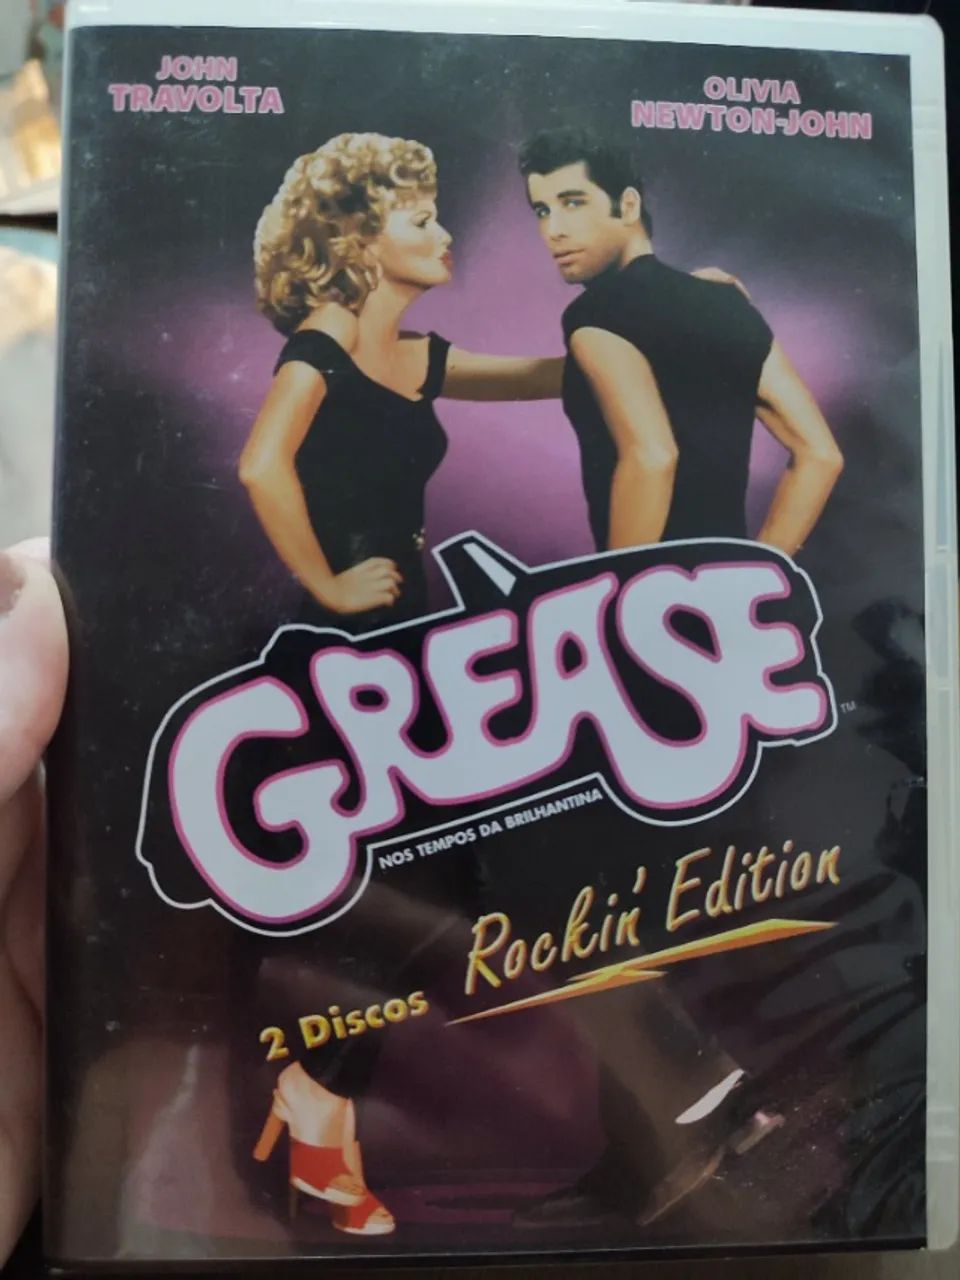 JOHN
TRAVOLTA
OLIVIA
NEWTON-JOHN
GREASE
TM
NOS TEMPOS DA BRILHANTINA
Rockin' Edition
2 Discos